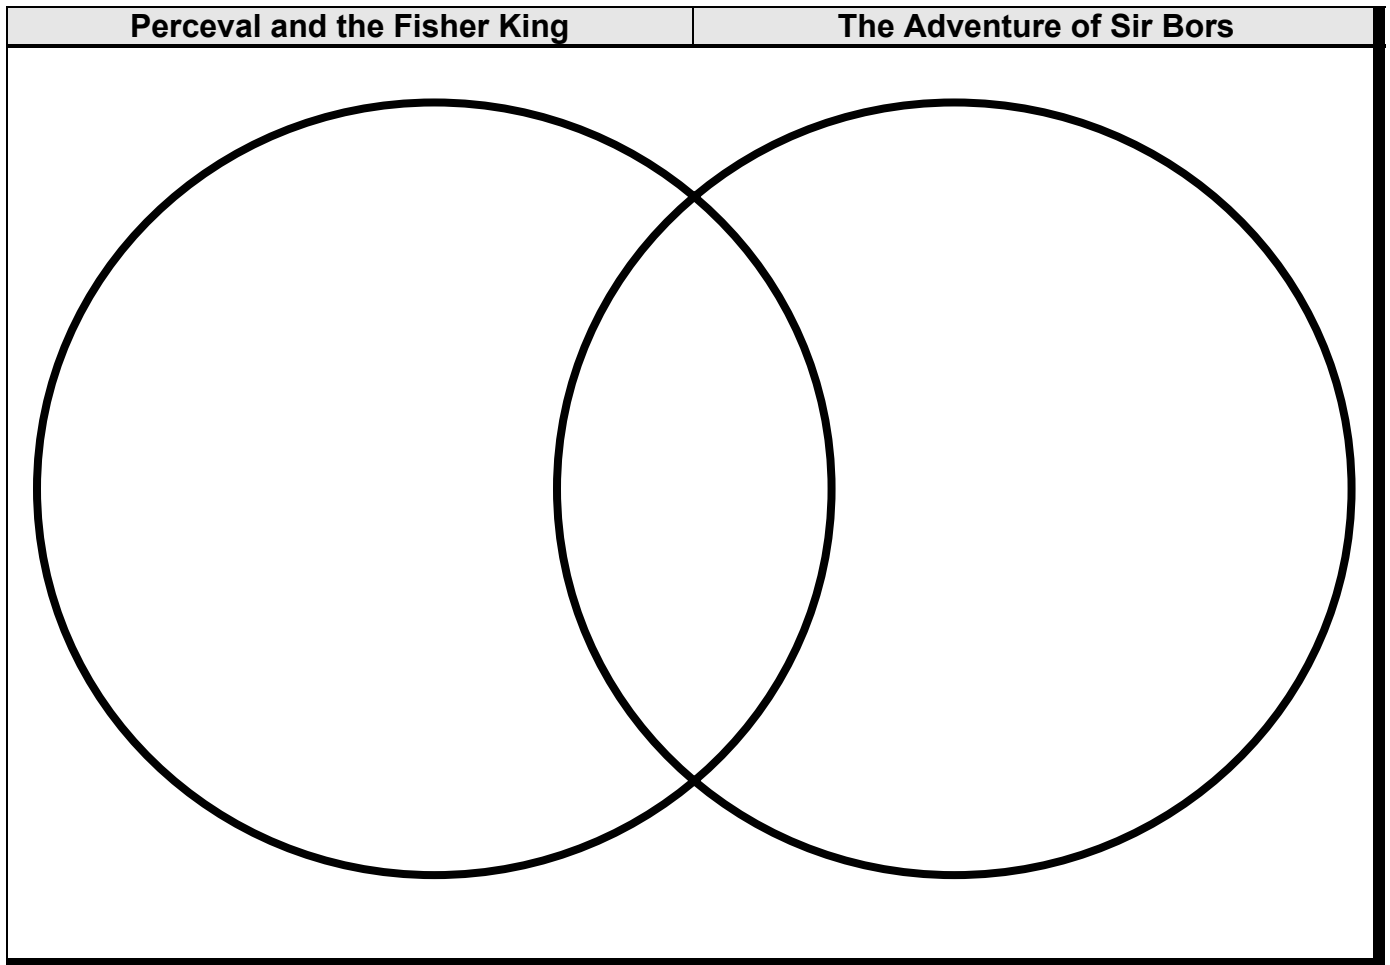 Perceval and the Fisher King
The Adventure of Sir Bors